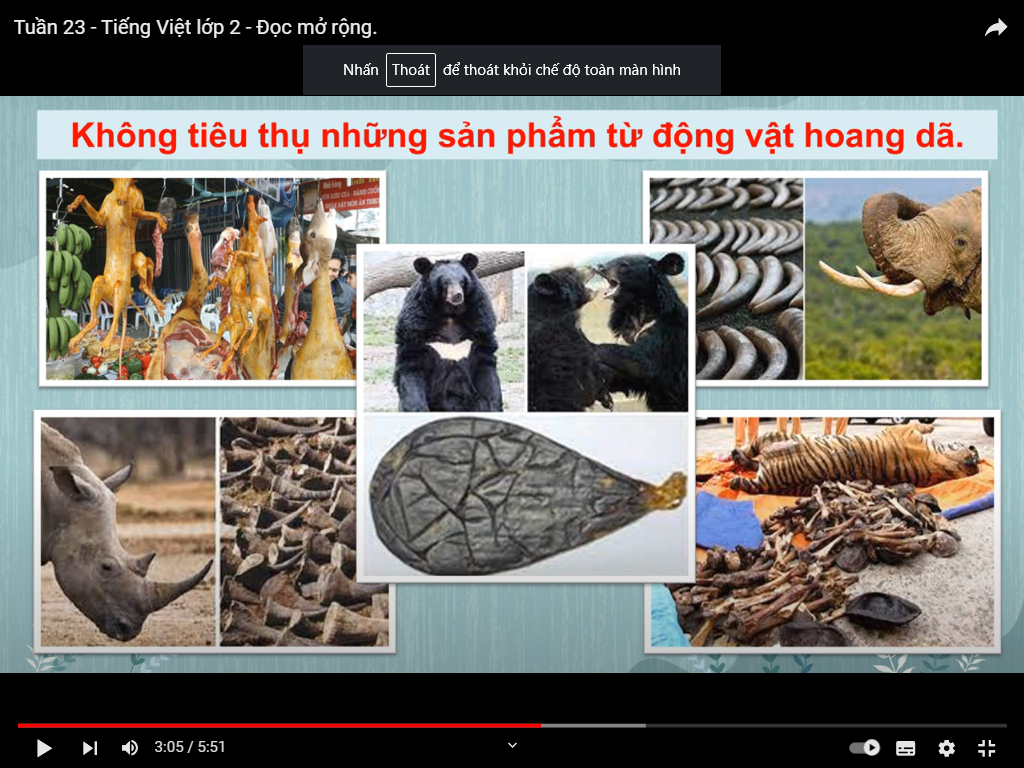 Tuần 23 - Tiếng Việt lớp 2 - Đọc mở rộng.
Nhấn Thoát để thoát khỏi chế độ toàn màn hình
Không tiêu thụ những sản phẩm từ động vật hoang dã.
3:05 / 5:51